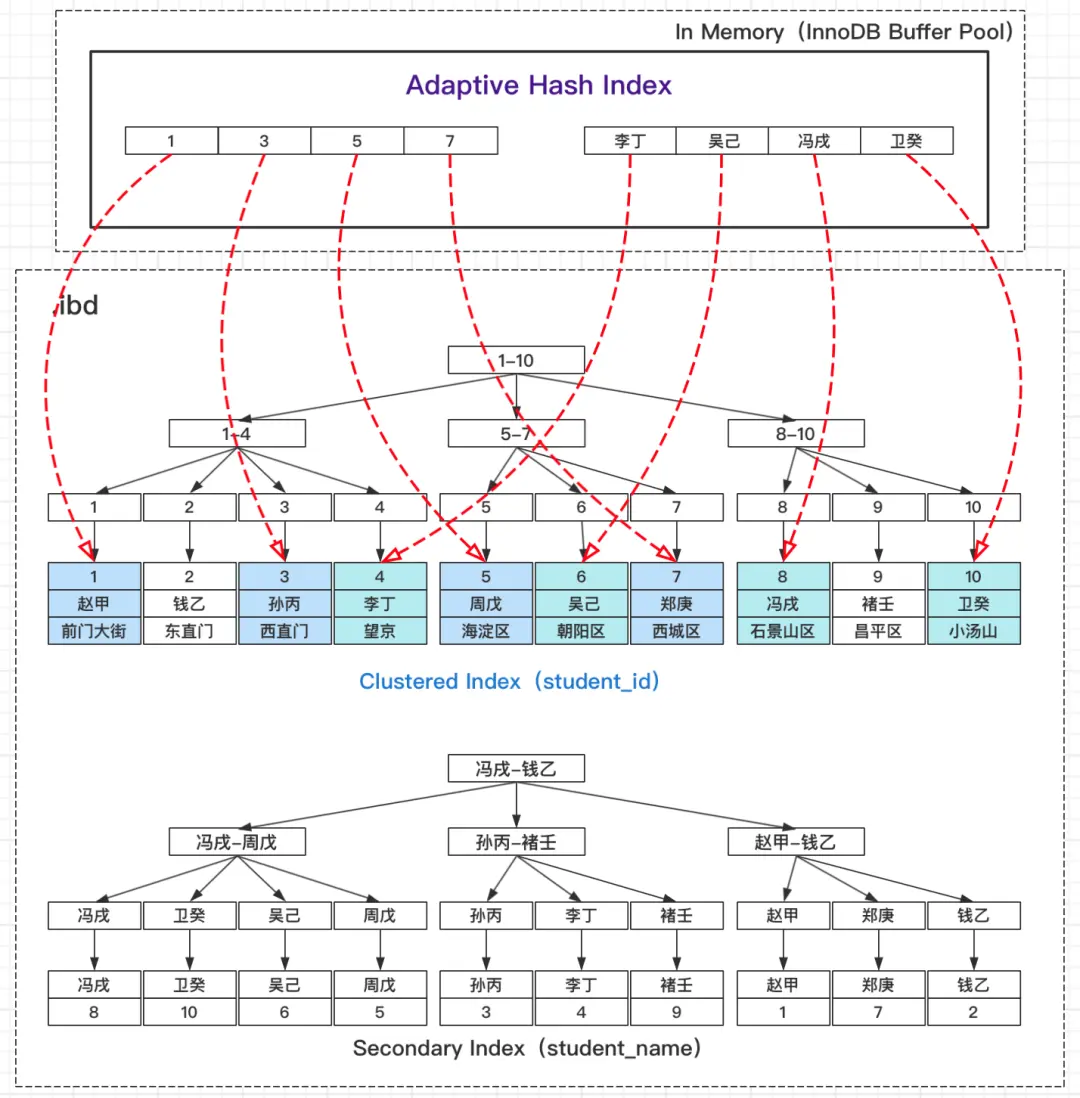 In Memory（InnoDB Buffer Pool）
Adaptive Hash Index
1 3 5 7 李丁 吴己 冯戌 卫癸
.ibd
1-10
1-4 5-7 8-10
1 2 3 4 5 6 7 8 9 10
1 2 3 4 5 6 7 8 9 10
赵甲 钱乙 孙丙 李丁 周戊 吴己 郑庚 冯戌 褚壬 卫癸
前门大街 东直门 西直门 望京 海淀区 朝阳区 西城区 石景山区 昌平区 小汤山
Clustered Index（student_id）
冯戌-钱乙
冯戌-周戊 孙丙-褚壬 赵甲-钱乙
冯戌 卫癸 吴己 周戊 孙丙 李丁 褚壬 赵甲 郑庚 钱乙
冯戌 卫癸 吴己 周戊 孙丙 李丁 褚壬 赵甲 郑庚 钱乙
8 10 6 5 3 4 9 1 7 2
Secondary Index（student_name）